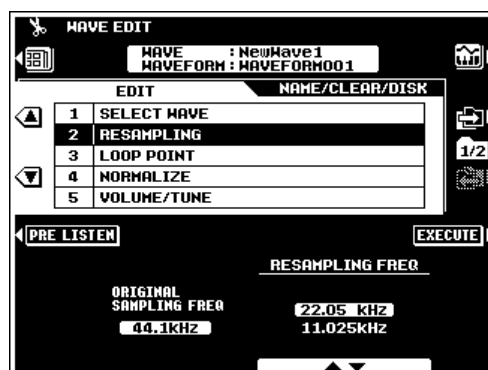 WAVE EDIT
WAVE : NewWave1
WAVEFORM : WAVEFORM001
EDIT NAME/CLEAR/DISK
1 SELECT WAVE
2 RESAMPLING
3 LOOP POINT
4 NORMALIZE
5 VOLUME/TUNE
1/2
PRE LISTEN EXECUTE
RESAMPLING FREQ
ORIGINAL
SAMPLING FREQ
22.05 kHz
44.1kHz 11.025kHz